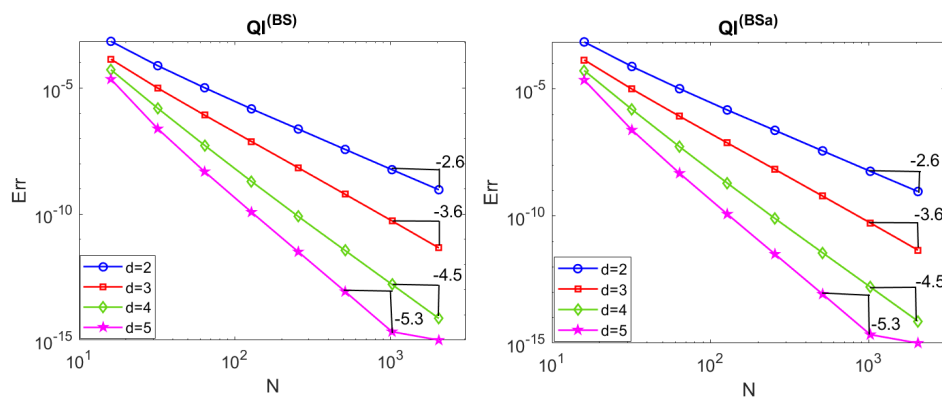 QI^(BS)
Err
10^-5
10^-10
10^-15
-2.6
-3.6
-4.5
-5.3
d=2
d=3
d=4
d=5
10^1
10^2
10^3
N
QI^(BSa)
Err
10^-5
10^-10
10^-15
-2.6
-3.6
-4.5
-5.3
d=2
d=3
d=4
d=5
10^1
10^2
10^3
N